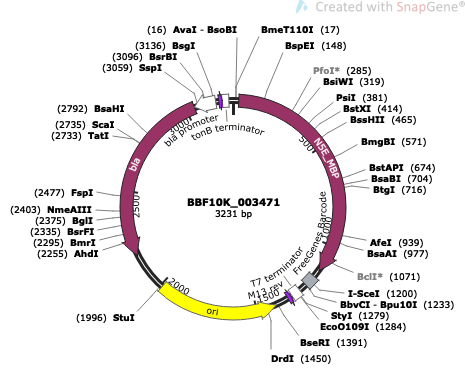 Created with SnapGene®
(16) AvaI - BsoBI
BmeT110I (17)
(3136) BsgI
BspEI (148)
(3096) BsrBI
(3059) SspI
PfoI* (285)
BsiWI (319)
PsiI (381)
BstXI (414)
BssHII (465)
BmgBI (571)
BstAPI (674)
BsaBI (704)
BtgI (716)
AfeI (939)
BsaAI (977)
BclI* (1071)
I-SceI (1200)
BbvCI - Bpu10I (1233)
StyI (1279)
EcoO109I (1284)
BseRI (1391)
DrdI (1450)
(1996) StuI
(2255) AhdI
(2295) BmrI
(2335) BsrFI
(2375) BglI
(2403) NmeAIII
(2477) FspI
(2733) TatI
(2735) ScaI
(2792) BsaHI
bla promoter
tonB terminator
NSE_MBP
FreeGenes Barcode
T7 terminator
M13 rev
ori
bla
500
1000
1500
2000
2500
3000
BBF10K_003471
3231 bp